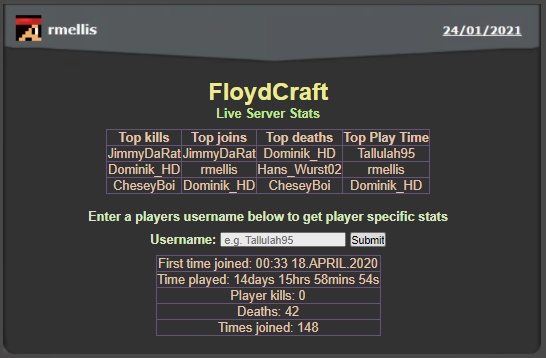 rmellis 24/01/2021
FloydCraft
Live Server Stats
Top kills Top joins Top deaths Top Play Time
JimmyDaRat JimmyDaRat Dominik_HD Tallulah95
Dominik_HD rmellis Hans_Wurst02 rmellis
CheseyBoi Dominik_HD CheseyBoi Dominik_HD
Enter a players username below to get player specific stats
Username: e.g. Tallulah95 Submit
First time joined: 00:33 18.APRIL.2020
Time played: 14days 15hrs 58mins 54s
Player kills: 0
Deaths: 42
Times joined: 148